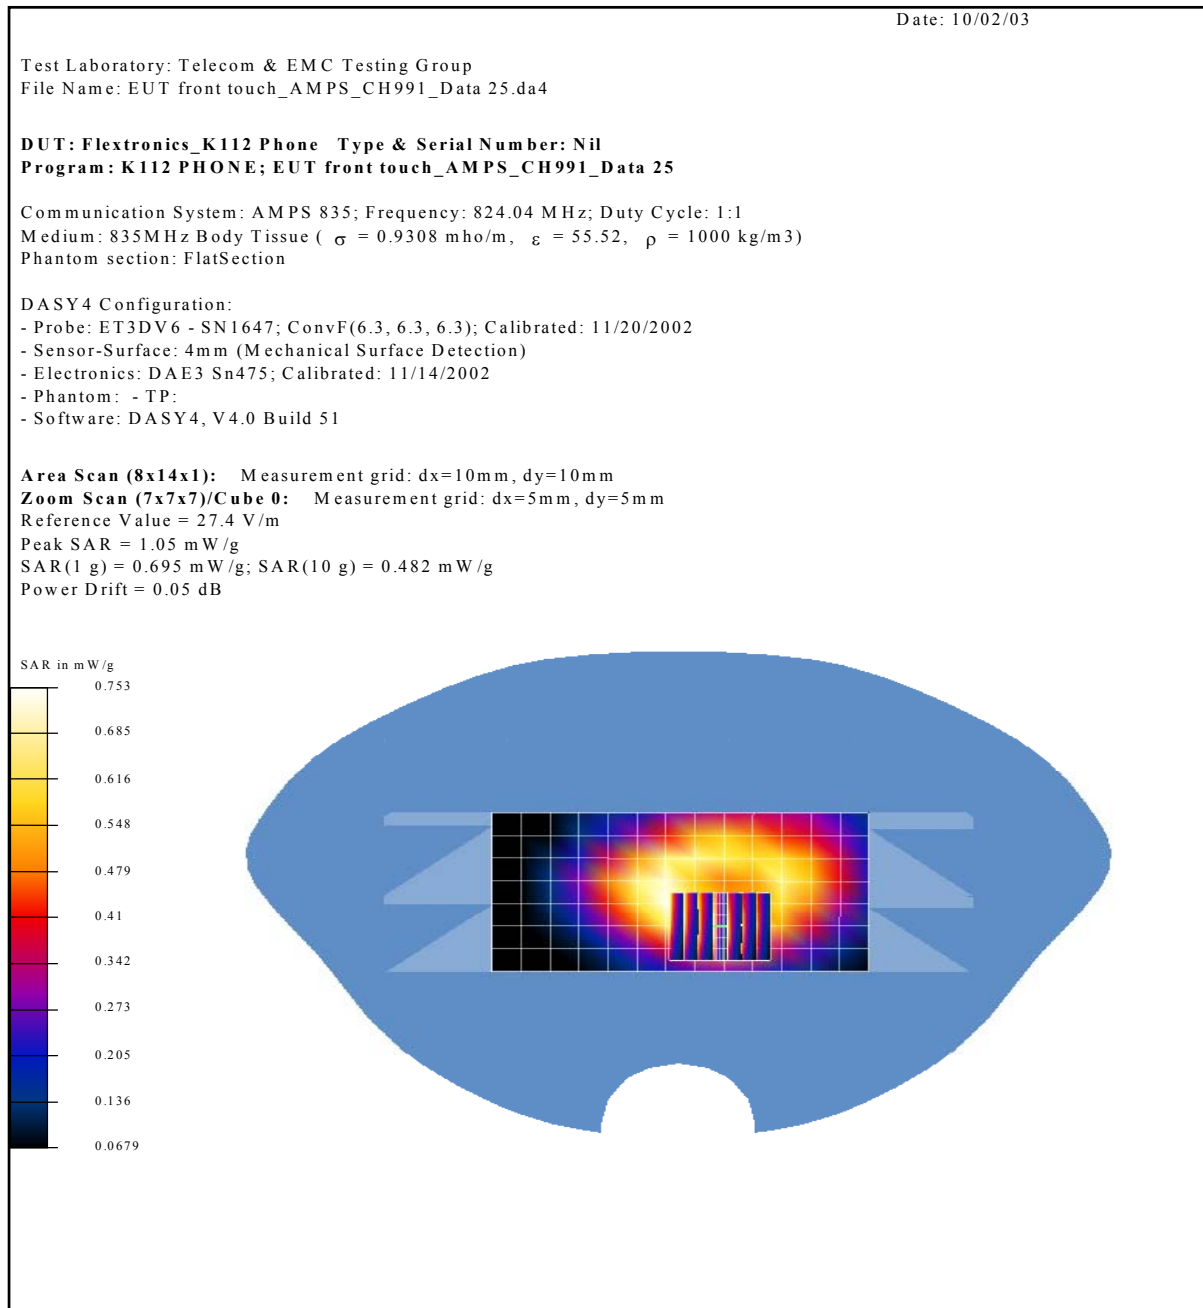 Date: 10/02/03
Test Laboratory: Telecom & EMC Testing Group
File Name: EUT front touch_AMPS_CH991_Data 25.da4
DUT: Flextronics_K112 Phone Type & Serial Number: Nil
Program: K112 PHONE; EUT front touch_AMPS_CH991_Data 25
Communication System: AMPS 835; Frequency: 824.04 MHz; Duty Cycle: 1:1
Medium: 835MHz Body Tissue ( σ = 0.9308 mho/m, ε = 55.52, ρ = 1000 kg/m3)
Phantom section: FlatSection
DASY4 Configuration:
- Probe: ET3DV6 - SN1647; ConvF(6.3, 6.3, 6.3); Calibrated: 11/20/2002
- Sensor-Surface: 4mm (Mechanical Surface Detection)
- Electronics: DAE3 Sn475; Calibrated: 11/14/2002
- Phantom: - TP:
- Software: DASY4, V4.0 Build 51
Area Scan (8x14x1): Measurement grid: dx=10mm, dy=10mm
Zoom Scan (7x7x7)/Cube 0: Measurement grid: dx=5mm, dy=5mm
Reference Value = 27.4 V/m
Peak SAR = 1.05 mW/g
SAR(1 g) = 0.695 mW/g; SAR(10 g) = 0.482 mW/g
Power Drift = 0.05 dB
SAR in mW/g
0.753
0.685
0.616
0.548
0.479
0.41
0.342
0.273
0.205
0.136
0.0679